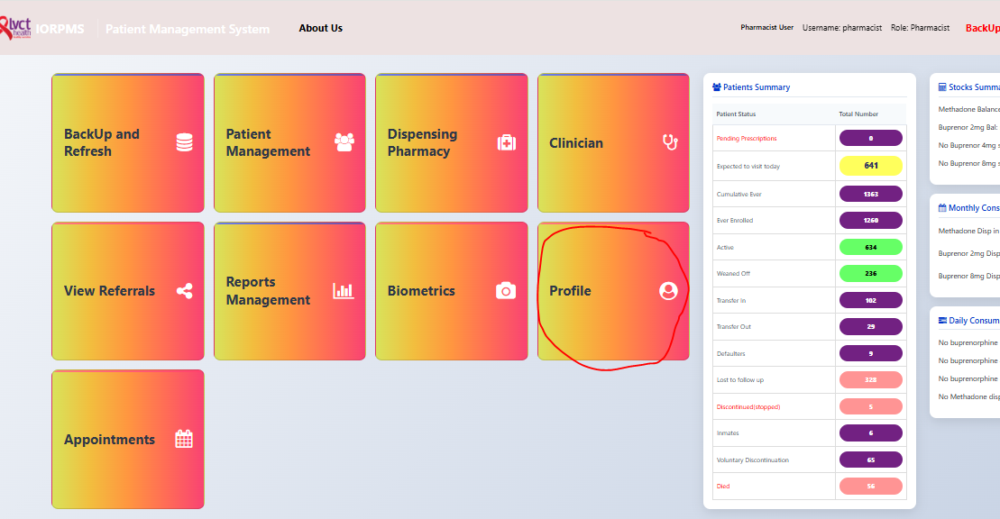 lvct
health
IORPMS
Patient Management System
About Us
Pharmacist User
Username: pharmacist
Role: Pharmacist
BackUp
BackUp and
Refresh
Patient
Management
Dispensing
Pharmacy
Clinician
View Referrals
Reports
Management
Biometrics
Profile
Appointments
Patients Summary
Patient Status Total Number
Pending Prescriptions 0
Expected to visit today 641
Cumulative Ever 1363
Ever Enrolled 1260
Active 634
Weaned Off 236
Transfer In 102
Transfer Out 29
Defaulters 9
Lost to follow up 328
Discontinued(stopped) 5
Inmates 6
Voluntary Discontinuation 65
Died 56
Stocks Summa
Methadone Balance
Buprenor 2mg Bal:
No Buprenor 4mg s
No Buprenor 8mg s
Monthly Cons
Methadone Disp in
Buprenor 2mg Disp
Buprenor 8mg Disp
Daily Consum
No buprenorphine
No buprenorphine
No buprenorphine
No Methadone disp